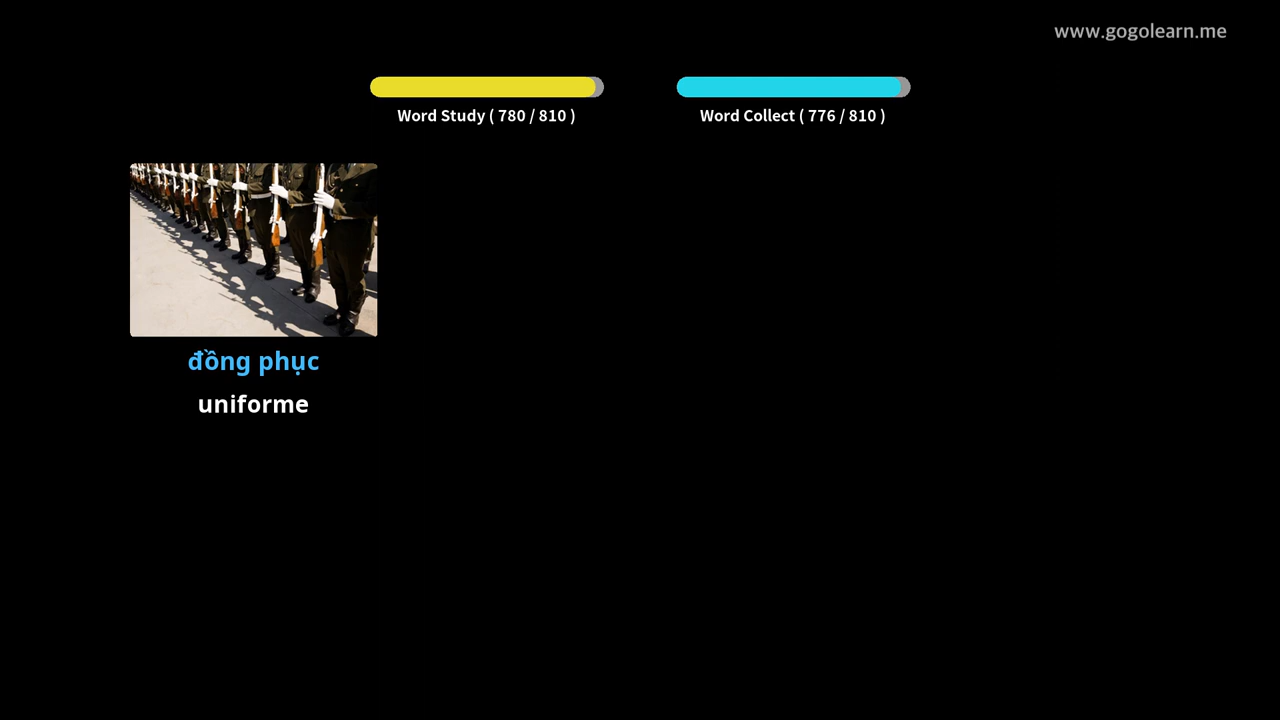 www.gogolearn.me
Word Study ( 780 / 810 )
Word Collect ( 776 / 810 )
đồng phục
uniforme